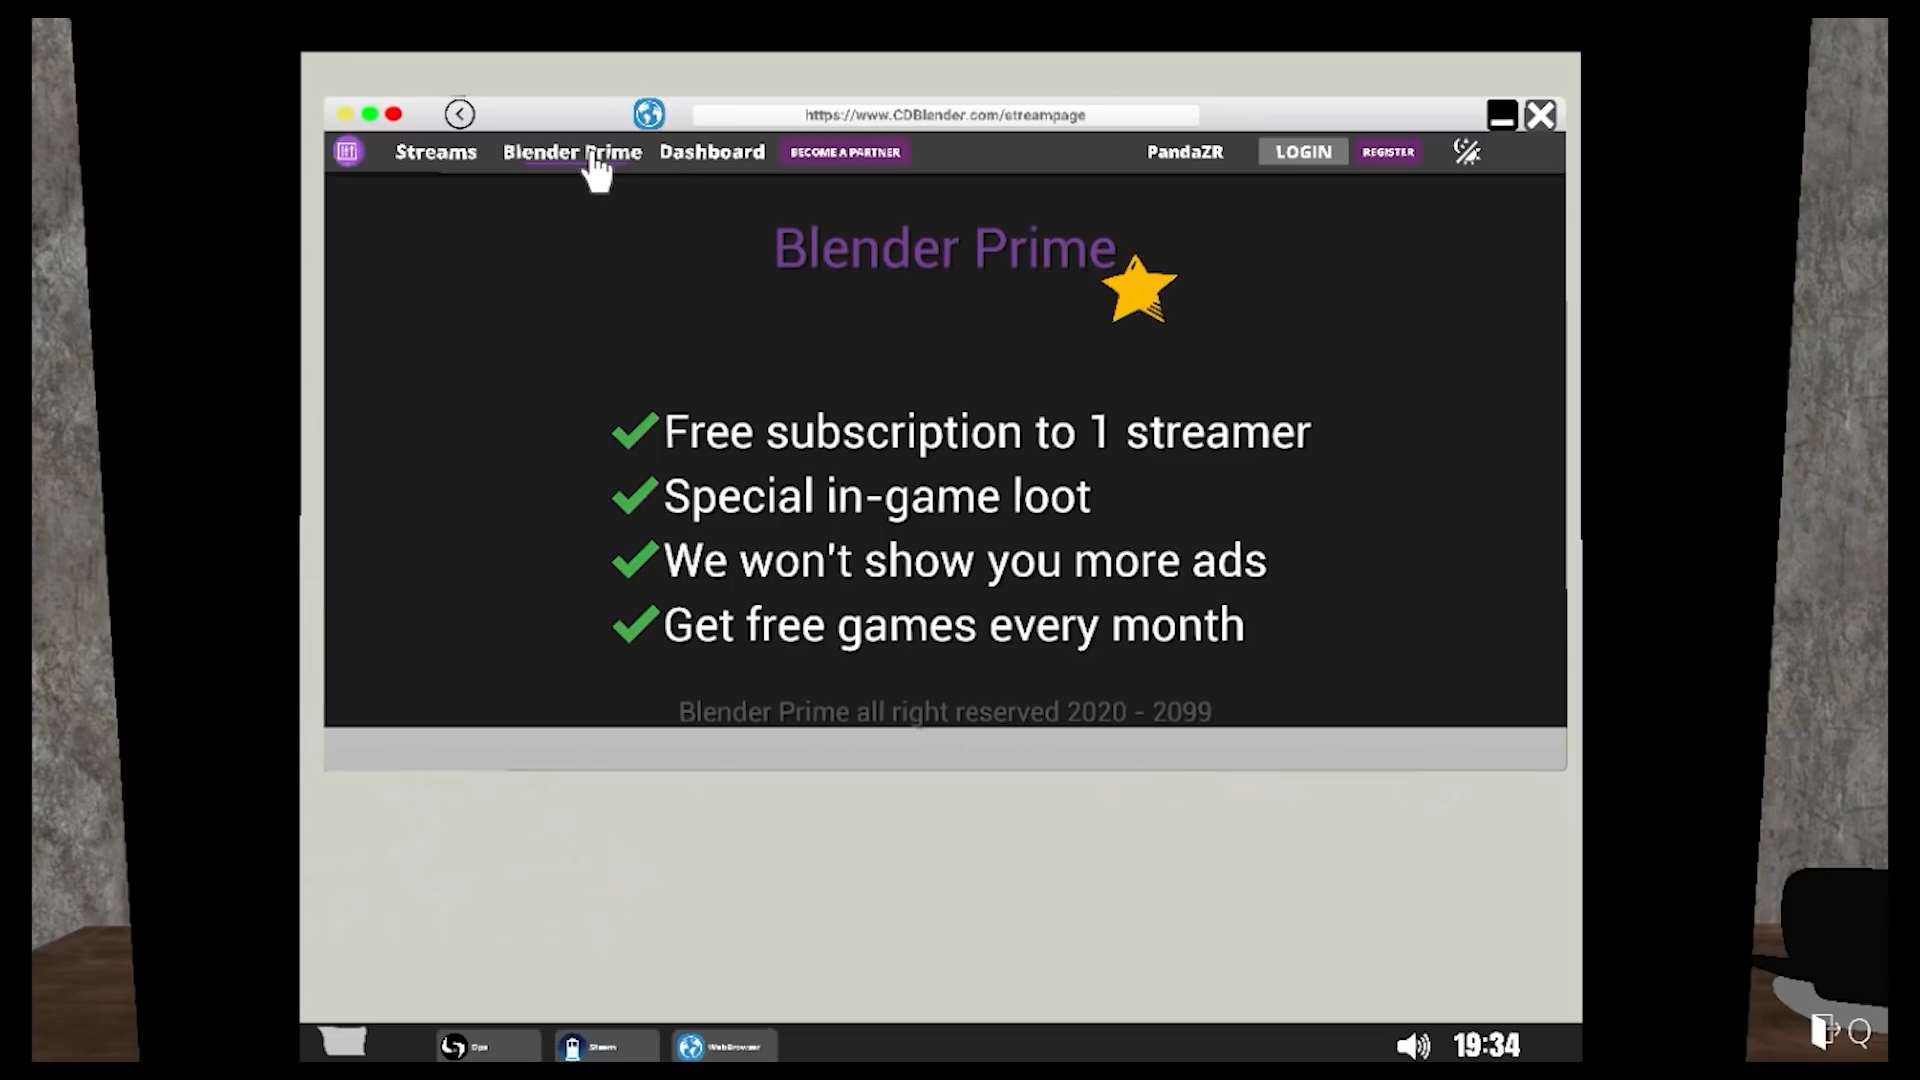 https://www.CDBlender.com/streampage
Streams Blender Prime Dashboard BECOME A PARTNER PandaZR LOGIN REGISTER
Blender Prime
Free subscription to 1 streamer
Special in-game loot
We won't show you more ads
Get free games every month
Blender Prime all right reserved 2020 - 2099
WebBrowser 19:34
Q